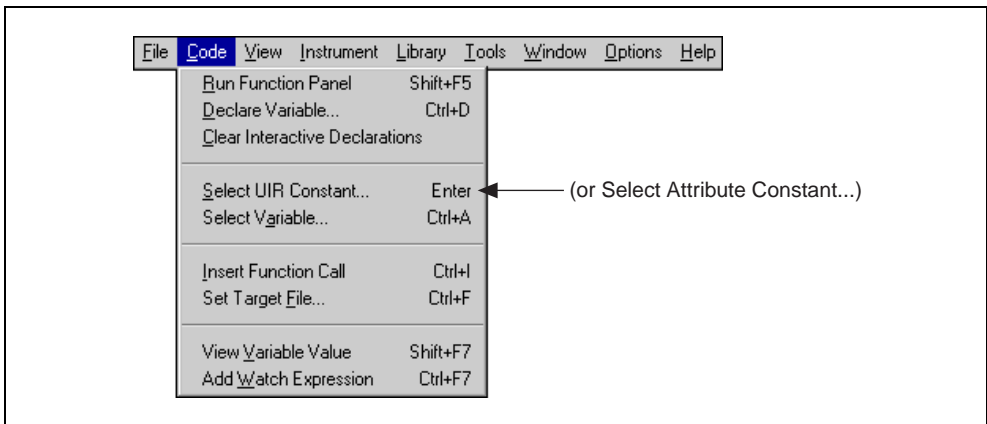 File Code View Instrument Library Tools Window Options Help
Run Function Panel Shift+F5
Declare Variable... Ctrl+D
Clear Interactive Declarations
Select UIR Constant... Enter (or Select Attribute Constant...)
Select Variable... Ctrl+A
Insert Function Call Ctrl+I
Set Target File... Ctrl+F
View Variable Value Shift+F7
Add Watch Expression Ctrl+F7